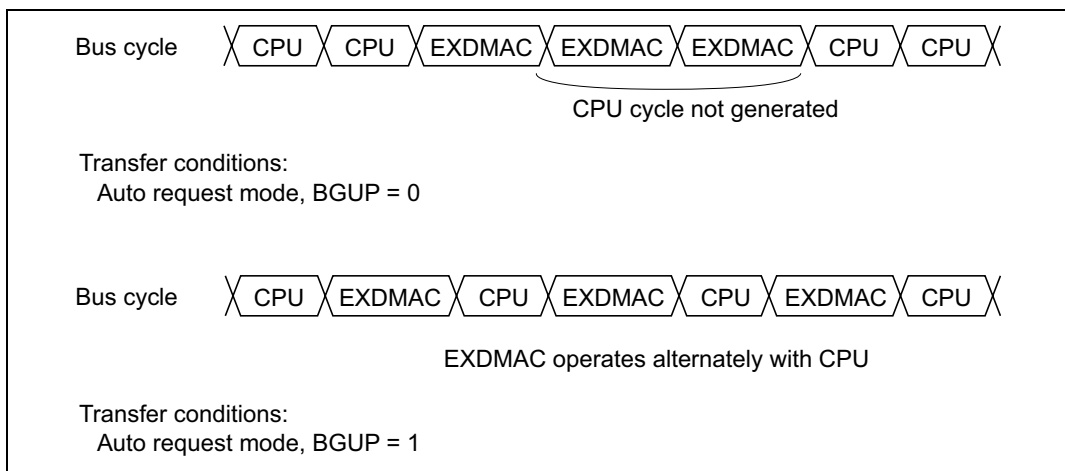 Bus cycle CPU CPU EXDMAC EXDMAC EXDMAC CPU CPU
CPU cycle not generated
Transfer conditions:
Auto request mode, BGUP = 0
Bus cycle CPU EXDMAC CPU EXDMAC CPU EXDMAC CPU
EXDMAC operates alternately with CPU
Transfer conditions:
Auto request mode, BGUP = 1